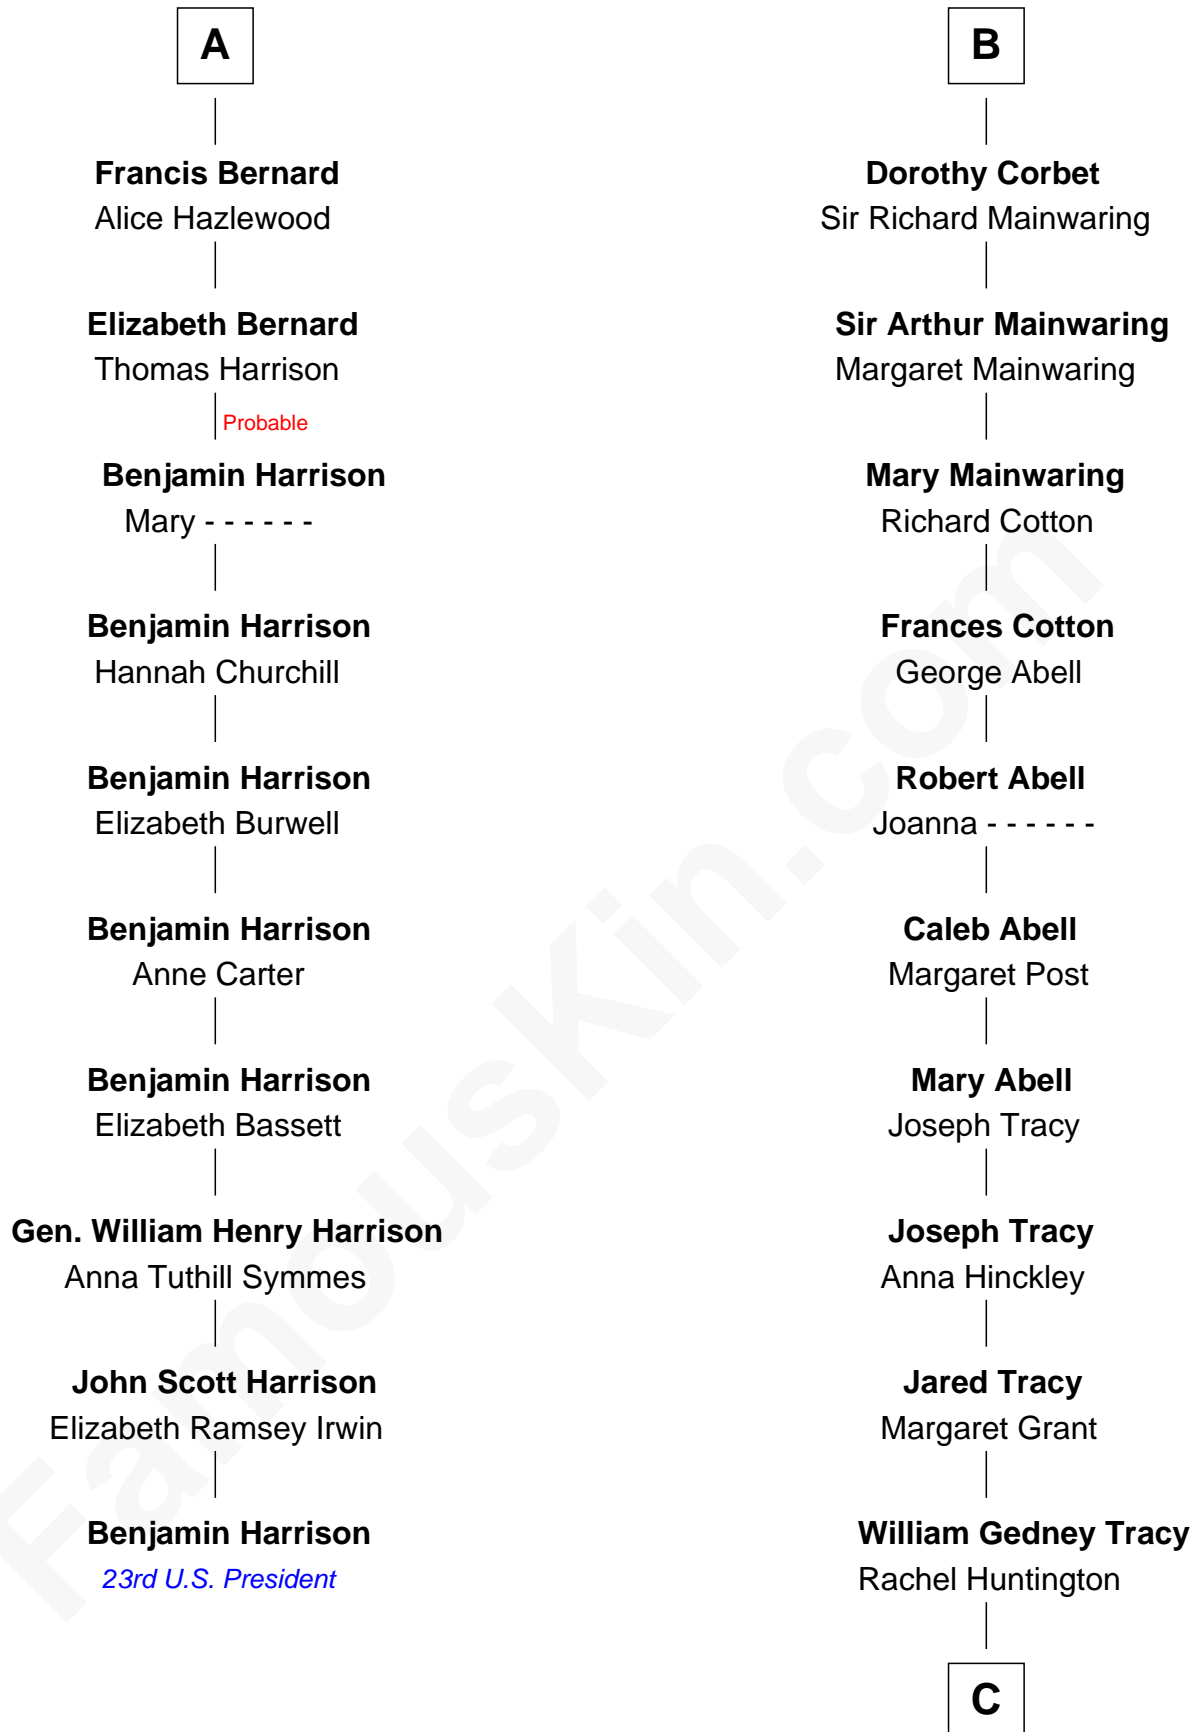 A
Francis Bernard
Alice Hazlewood
Elizabeth Bernard
Thomas Harrison
Probable
Benjamin Harrison
Mary - - - - - -
Benjamin Harrison
Hannah Churchill
Benjamin Harrison
Elizabeth Burwell
Benjamin Harrison
Anne Carter
Benjamin Harrison
Elizabeth Bassett
Gen. William Henry Harrison
Anna Tuthill Symmes
John Scott Harrison
Elizabeth Ramsey Irwin
Benjamin Harrison
23rd U.S. President
B
Dorothy Corbet
Sir Richard Mainwaring
Sir Arthur Mainwaring
Margaret Mainwaring
Mary Mainwaring
Richard Cotton
Frances Cotton
George Abell
Robert Abell
Joanna - - - - - -
Caleb Abell
Margaret Post
Mary Abell
Joseph Tracy
Joseph Tracy
Anna Hinckley
Jared Tracy
Margaret Grant
William Gedney Tracy
Rachel Huntington
C
FamousKin.com